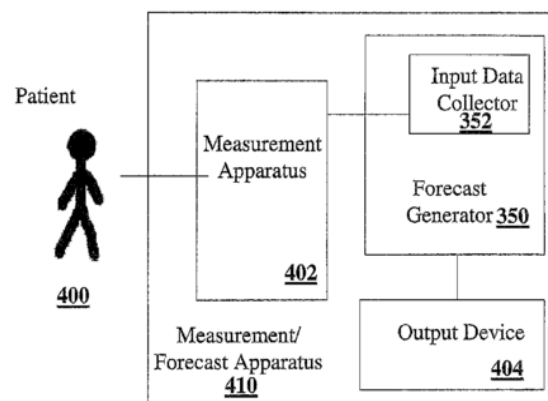 Patient
400
Measurement
Apparatus
402
Input Data
Collector
352
Forecast
Generator 350
Output Device
404
Measurement/
Forecast Apparatus
410